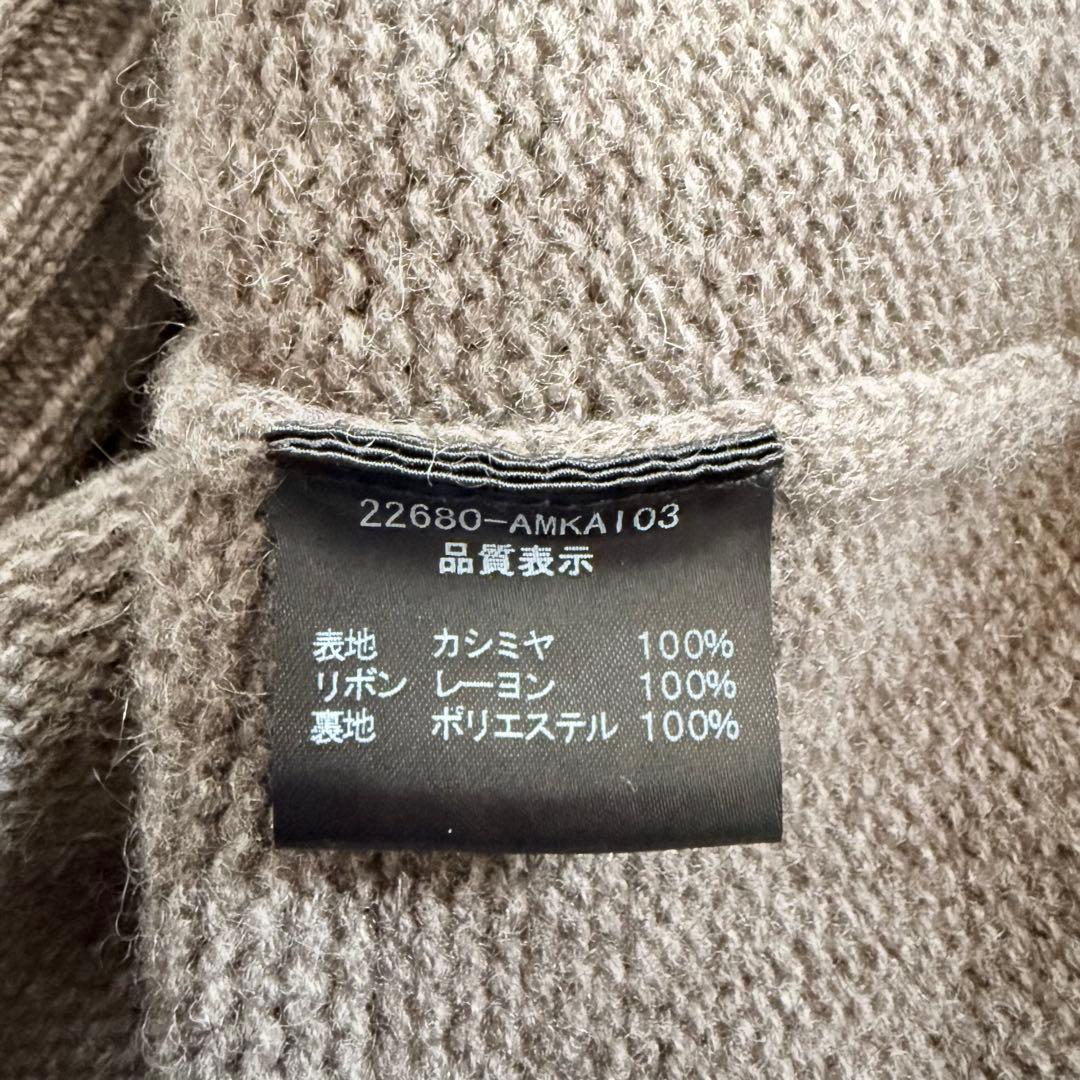 22680-AMKA103
品質表示
表地 カシミヤ 100%
リボン レーヨン 100%
裏地 ポリエステル 100%